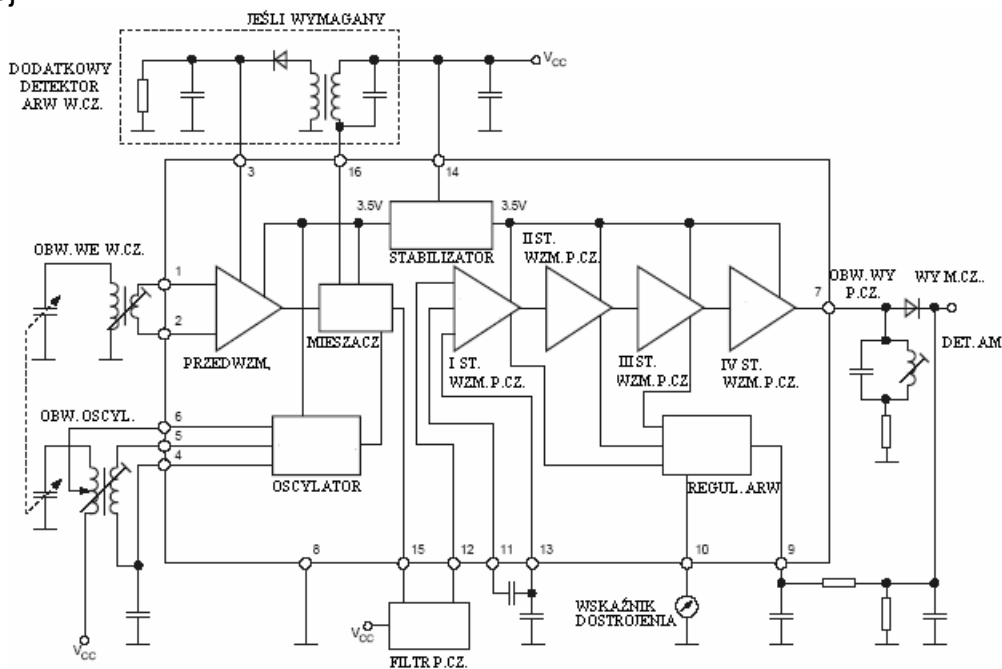 JEŚLI WYMAGANY
DODATKOWY
DETEKTOR
ARW W.CZ.
VCC
3
16
14
3.5V
3.5V
STABILIZATOR
II ST.
WZM. P.CZ.
OBW. WE W.CZ.
1
2
PRZEDWZM,
MIESZACZ
I ST.
WZM. P.CZ.
III ST.
WZM. P.CZ
IV ST.
WZM. P.CZ.
OBW. WY
P.CZ.
7
WY M.CZ..
DET. AM
OBW. OSCYL.
6
5
4
OSCYLATOR
REGUL. ARW
8
15
12
11
13
10
9
WSKAŹNIK
DOSTROJENIA
VCC
VCC
FILTR P.CZ.